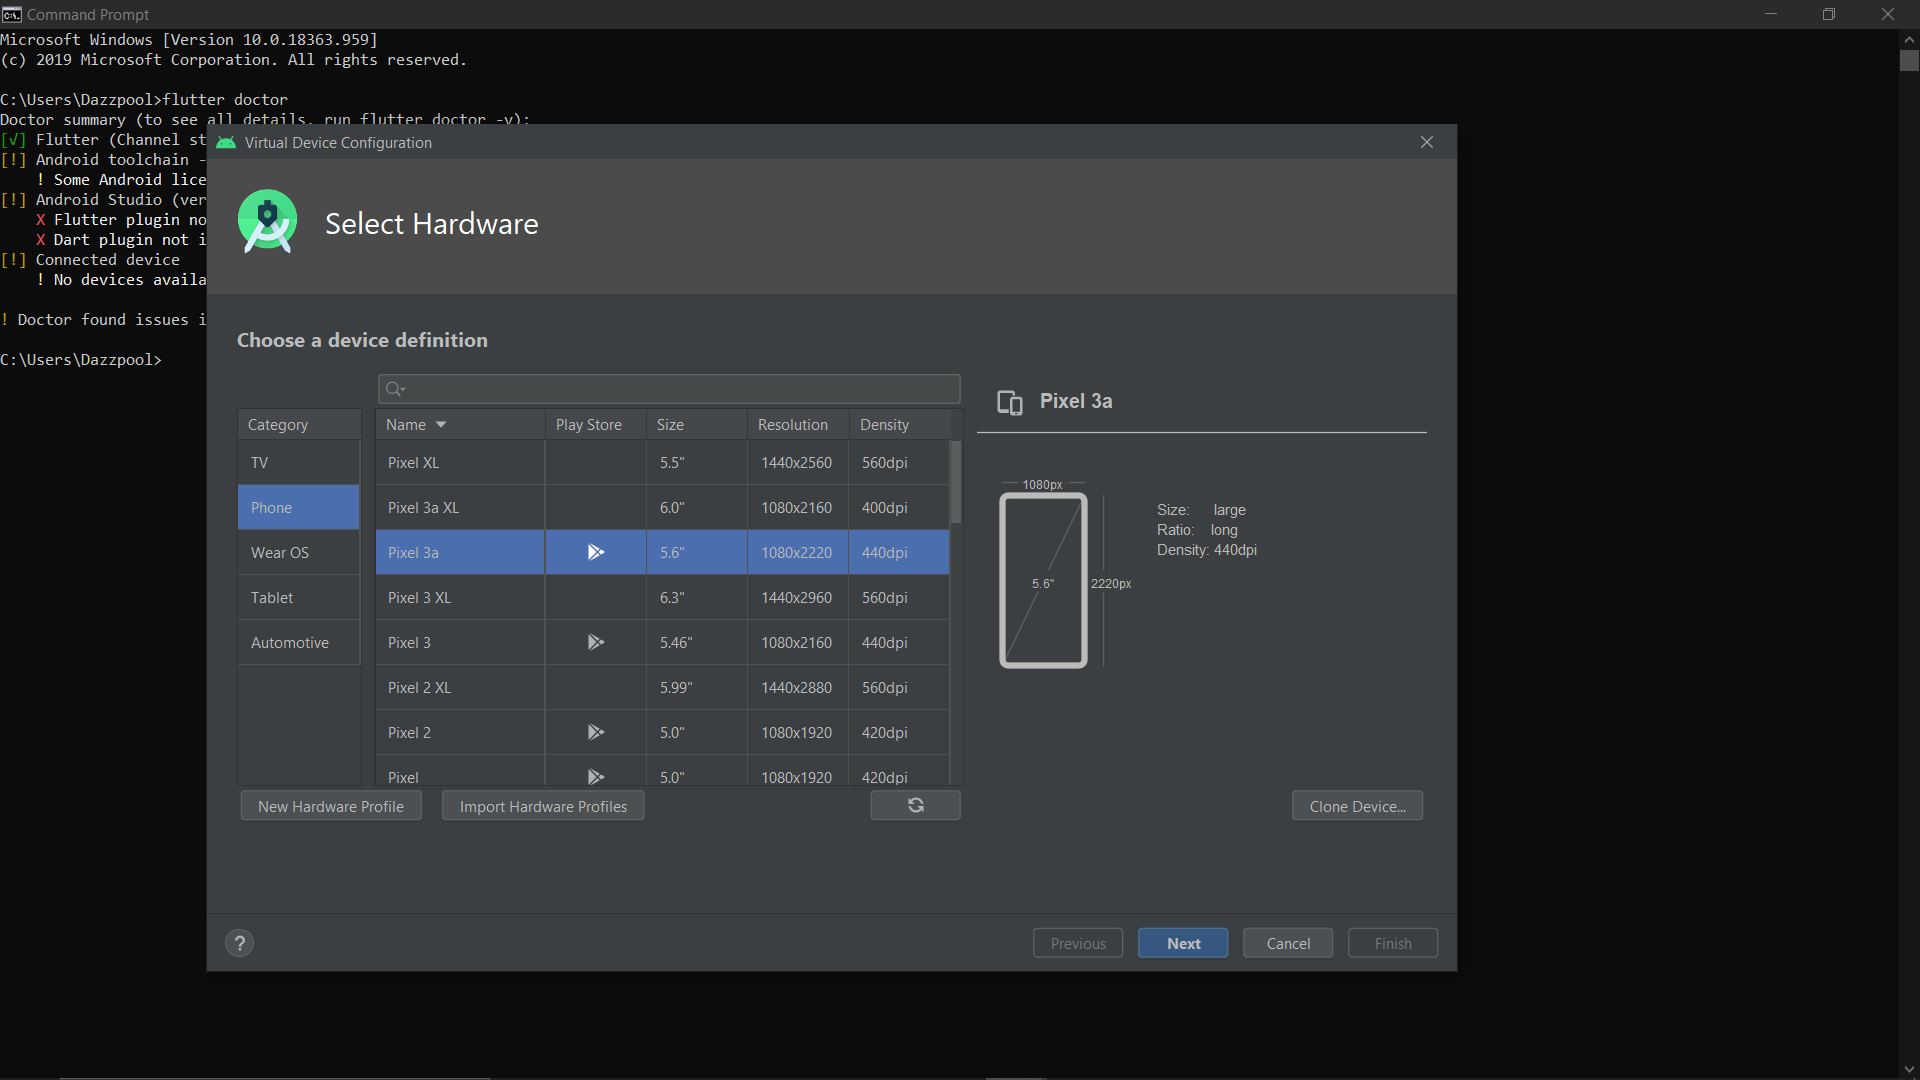 Command Prompt
Microsoft Windows [Version 10.0.18363.959]
(c) 2019 Microsoft Corporation. All rights reserved.
C:\Users\Dazzpool>flutter doctor
Doctor summary (to see all details, run flutter doctor -v):
[√] Flutter (Channel st
[!] Android toolchain -
! Some Android lice
[!] Android Studio (ver
X Flutter plugin no
X Dart plugin not i
[!] Connected device
! No devices availa
! Doctor found issues i
C:\Users\Dazzpool>
Virtual Device Configuration
Select Hardware
Choose a device definition
Category
TV
Phone
Wear OS
Tablet
Automotive
Name Play Store Size Resolution Density
Pixel XL 5.5" 1440x2560 560dpi
Pixel 3a XL 6.0" 1080x2160 400dpi
Pixel 3a 5.6" 1080x2220 440dpi
Pixel 3 XL 6.3" 1440x2960 560dpi
Pixel 3 5.46" 1080x2160 440dpi
Pixel 2 XL 5.99" 1440x2880 560dpi
Pixel 2 5.0" 1080x1920 420dpi
Pixel 5.0" 1080x1920 420dpi
New Hardware Profile Import Hardware Profiles
Pixel 3a
1080px
5.6"
2220px
Size: large
Ratio: long
Density: 440dpi
Clone Device...
? Previous Next Cancel Finish